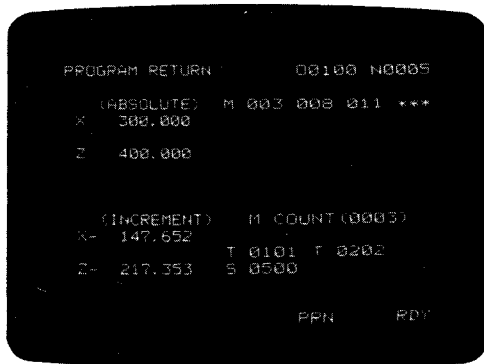 PROGRAM RETURN O0100 N0005
(ABSOLUTE) M 003 008 011 ***
X 300.000
Z 400.000
(INCREMENT) M COUNT(0003)
X- 147.652
T 0101 T 0202
Z- 217.353 S 0500
PRN RDY